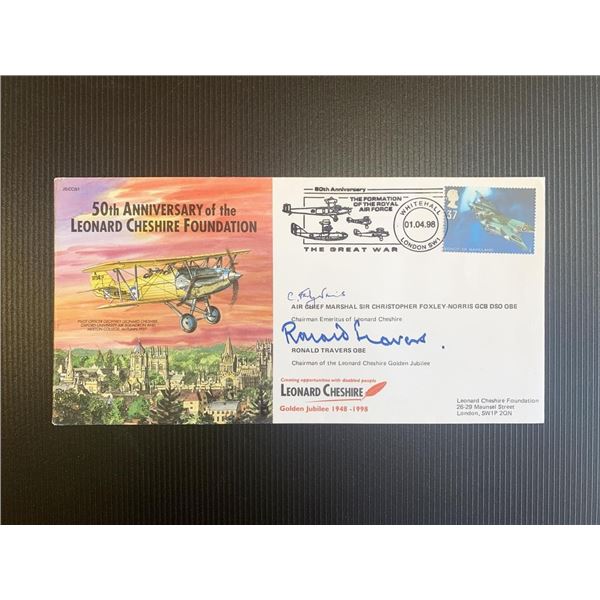 JS/CC/61
50th ANNIVERSARY of the
LEONARD CHESHIRE FOUNDATION
PILOT OFFICER GEOFFREY LEONARD CHESHIRE,
OXFORD UNIVERSITY AIR SQUADRON AND
MERTON COLLEGE, AUTUMN 1937
80th Anniversary
THE FORMATION
OF THE ROYAL
AIR FORCE
THE GREAT WAR
WHITEHALL
01.04.98
LONDON SW1
37
AIR CHIEF MARSHAL SIR CHRISTOPHER FOXLEY-NORRIS GCB DSO OBE
Chairman Emeritus of Leonard Cheshire
Ronald Travers.
RONALD TRAVERS OBE
Chairman of the Leonard Cheshire Golden Jubilee
Creating opportunities with disabled people
LEONARD CHESHIRE
Golden Jubilee 1948 -1998
Leonard Cheshire Foundation
26-29 Maunsel Street
London, SW1P 2QN